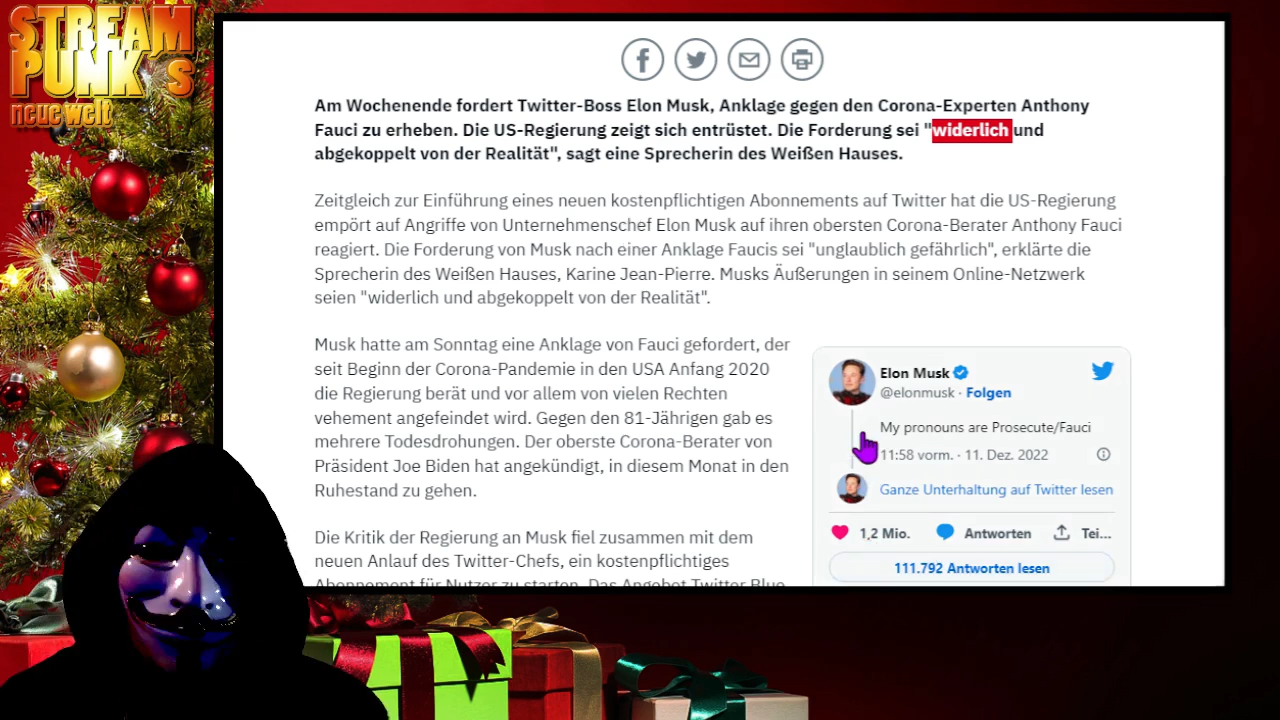 STREAM
PUNK'S
neue welt
Am Wochenende fordert Twitter-Boss Elon Musk, Anklage gegen den Corona-Experten Anthony
Fauci zu erheben. Die US-Regierung zeigt sich entrüstet. Die Forderung sei "widerlich und
abgekoppelt von der Realität", sagt eine Sprecherin des Weißen Hauses.
Zeitgleich zur Einführung eines neuen kostenpflichtigen Abonnements auf Twitter hat die US-Regierung
empört auf Angriffe von Unternehmenschef Elon Musk auf ihren obersten Corona-Berater Anthony Fauci
reagiert. Die Forderung von Musk nach einer Anklage Faucis sei "unglaublich gefährlich", erklärte die
Sprecherin des Weißen Hauses, Karine Jean-Pierre. Musks Äußerungen in seinem Online-Netzwerk
seien "widerlich und abgekoppelt von der Realität".
Musk hatte am Sonntag eine Anklage von Fauci gefordert, der
seit Beginn der Corona-Pandemie in den USA Anfang 2020
die Regierung berät und vor allem von vielen Rechten
vehement angefeindet wird. Gegen den 81-Jährigen gab es
mehrere Todesdrohungen. Der oberste Corona-Berater von
Präsident Joe Biden hat angekündigt, in diesem Monat in den
Ruhestand zu gehen.
Die Kritik der Regierung an Musk fiel zusammen mit dem
neuen Anlauf des Twitter-Chefs, ein kostenpflichtiges
Abonnement für Nutzer zu starten. Das Angebot Twitter Blue
Elon Musk
@elonmusk · Folgen
My pronouns are Prosecute/Fauci
11:58 vorm. · 11. Dez. 2022
Ganze Unterhaltung auf Twitter lesen
1,2 Mio. Antworten Tei...
111.792 Antworten lesen